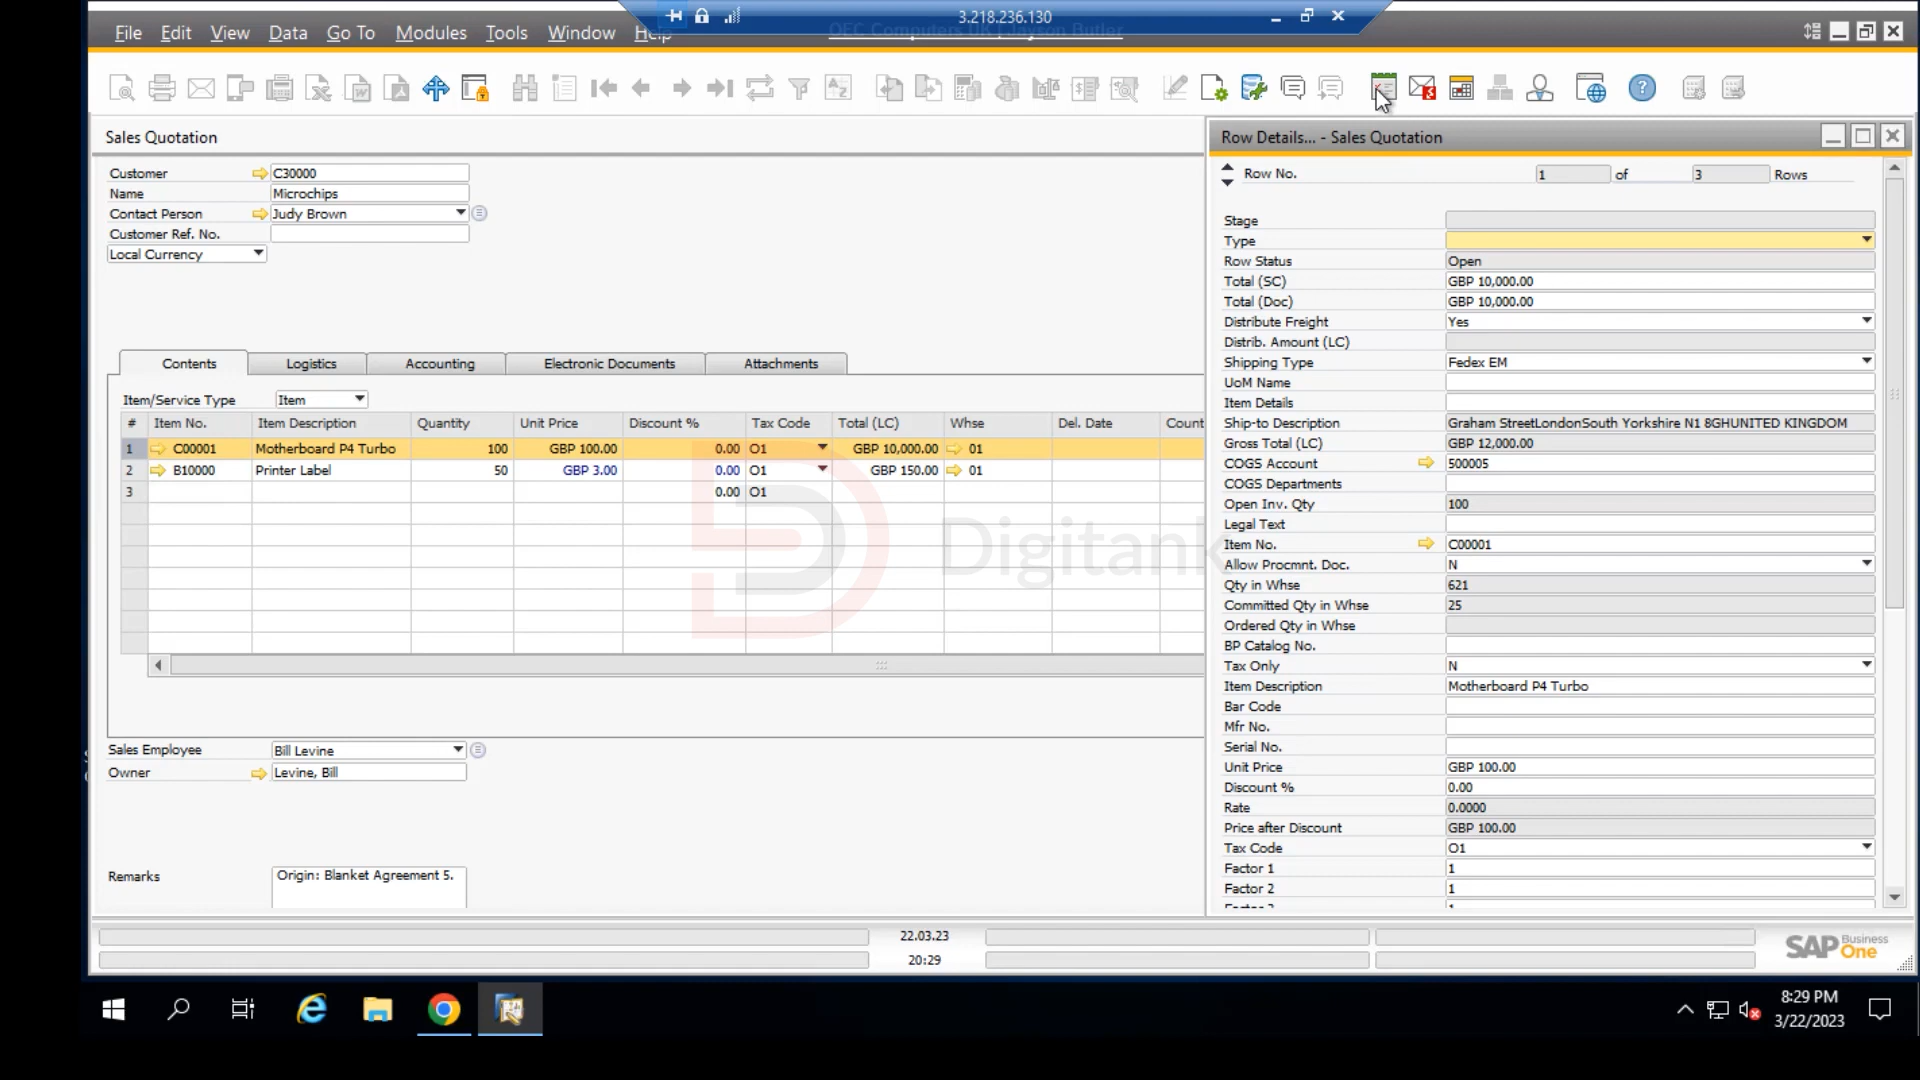 3.218.236.130
File Edit View Data Go To Modules Tools Window Help OEC Computers UK | Jayson Butler
Sales Quotation
Customer C30000
Name Microchips
Contact Person Judy Brown
Customer Ref. No.
Local Currency
Contents Logistics Accounting Electronic Documents Attachments
Item/Service Type Item
# Item No. Item Description Quantity Unit Price Discount % Tax Code Total (LC) Whse Del. Date Count
1 C00001 Motherboard P4 Turbo 100 GBP 100.00 0.00 O1 GBP 10,000.00 01
2 B10000 Printer Label 50 GBP 3.00 0.00 O1 GBP 150.00 01
3 0.00 O1
Digitank
Sales Employee Bill Levine
Owner Levine, Bill
Remarks Origin: Blanket Agreement 5.
Row Details... - Sales Quotation
Row No. 1 of 3 Rows
Stage
Type
Row Status Open
Total (SC) GBP 10,000.00
Total (Doc) GBP 10,000.00
Distribute Freight Yes
Distrib. Amount (LC)
Shipping Type Fedex EM
UoM Name
Item Details
Ship-to Description Graham StreetLondonSouth Yorkshire N1 8GHUNITED KINGDOM
Gross Total (LC) GBP 12,000.00
COGS Account 500005
COGS Departments
Open Inv. Qty 100
Legal Text
Item No. C00001
Allow Procmnt. Doc. N
Qty in Whse 621
Committed Qty in Whse 25
Ordered Qty in Whse
BP Catalog No.
Tax Only N
Item Description Motherboard P4 Turbo
Bar Code
Mfr No.
Serial No.
Unit Price GBP 100.00
Discount % 0.00
Rate 0.0000
Price after Discount GBP 100.00
Tax Code O1
Factor 1 1
Factor 2 1
22.03.23
20:29
SAP Business One
8:29 PM
3/22/2023